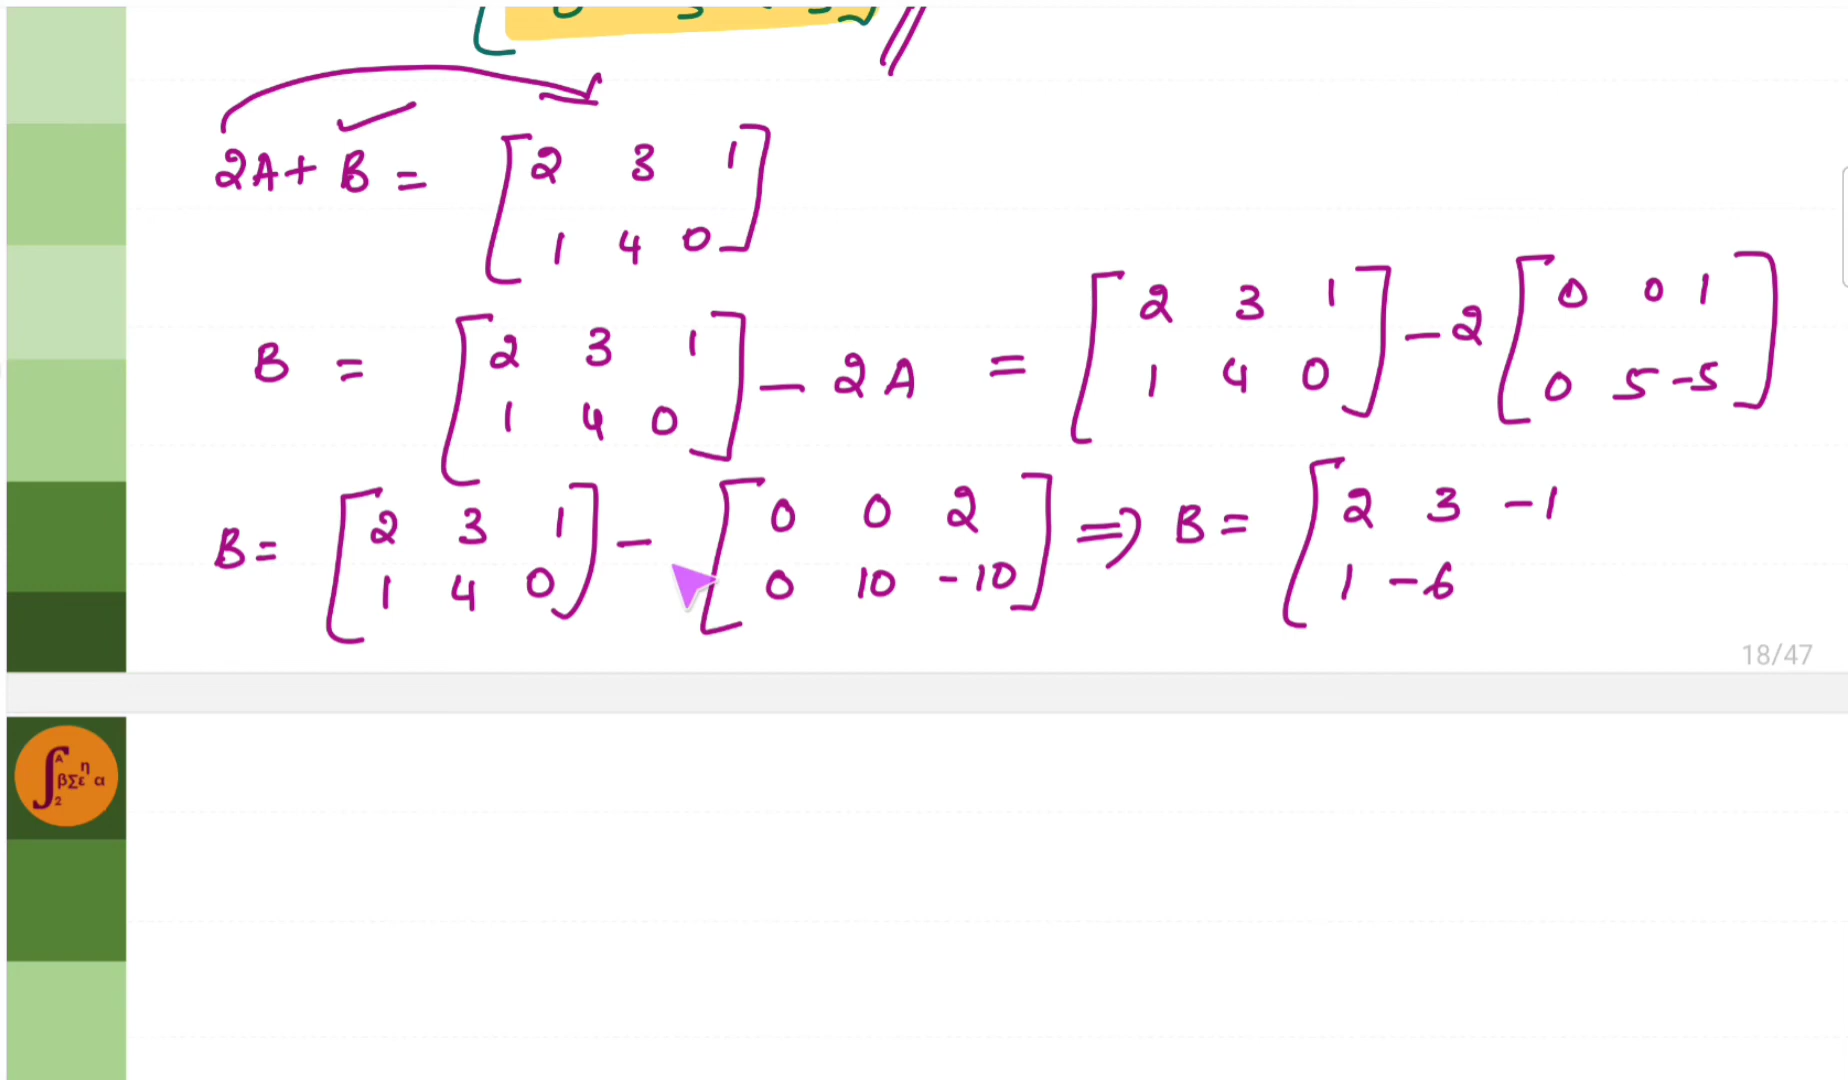 2A + B = [2 3 1
1 4 0]
B = [2 3 1
1 4 0] - 2A = [2 3 1
1 4 0] - 2 [0 0 1
0 5 -5]
B = [2 3 1
1 4 0] - [0 0 2
0 10 -10] ⇒ B = [2 3 -1
1 -6
18/47
∫ A 2 βΣε η α